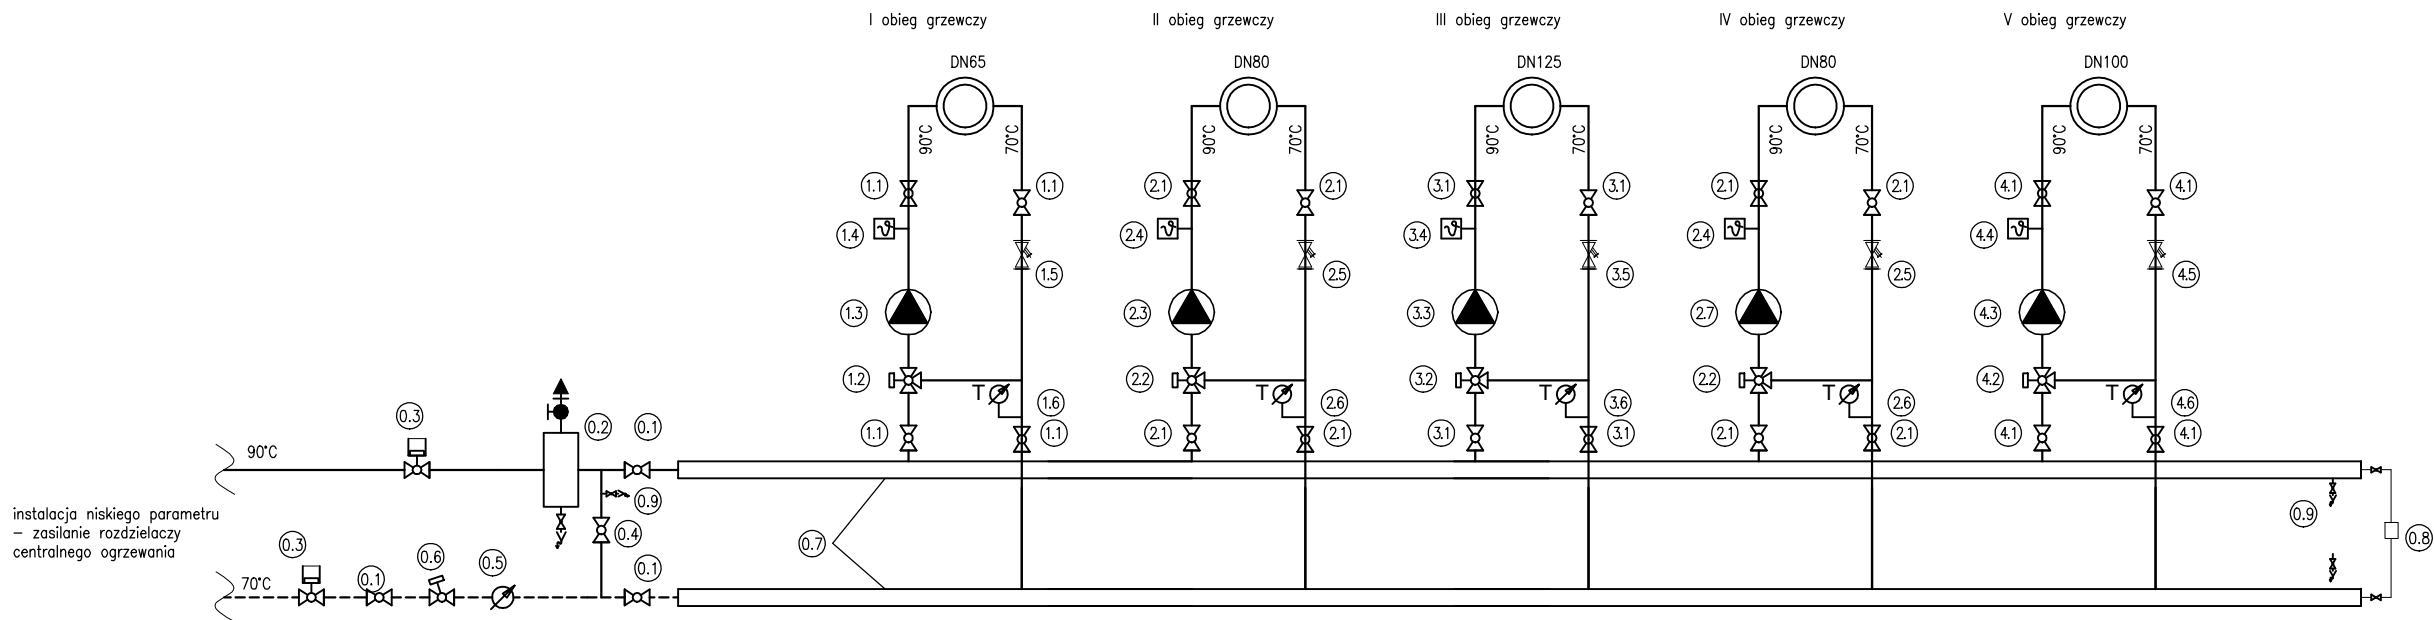 I obieg grzewczy
II obieg grzewczy
III obieg grzewczy
IV obieg grzewczy
V obieg grzewczy
DN65
DN80
DN125
DN80
DN100
90°C
70°C
90°C
70°C
90°C
70°C
90°C
70°C
90°C
70°C
1.1
1.1
2.1
2.1
3.1
3.1
2.1
2.1
4.1
4.1
1.4
2.4
3.4
2.4
4.4
1.5
2.5
3.5
2.5
4.5
1.3
2.3
3.3
2.7
4.3
1.2
2.2
3.2
2.2
4.2
T
T
T
T
T
1.6
2.6
3.6
2.6
4.6
0.3
0.2
0.1
1.1
1.1
2.1
2.1
3.1
3.1
2.1
2.1
4.1
4.1
90°C
0.9
0.9
instalacja niskiego parametru
– zasilanie rozdzielaczy
centralnego ogrzewania
0.4
0.7
0.8
0.3
0.6
0.5
0.1
0.1
70°C